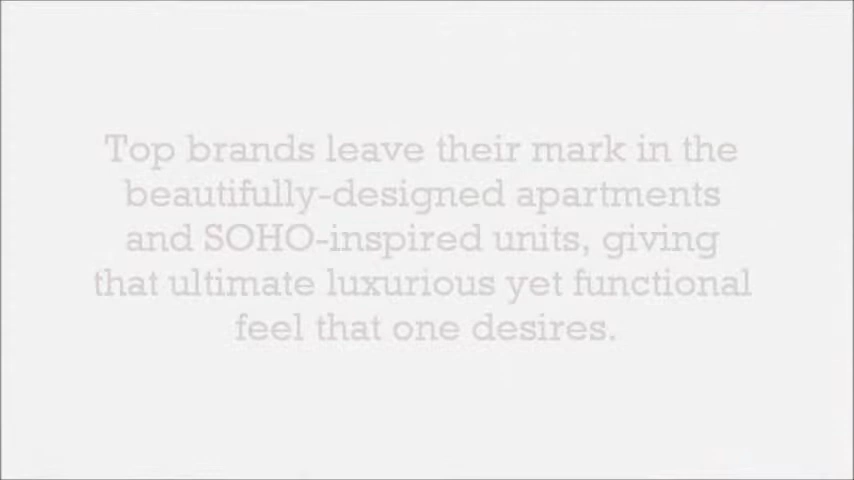 Top brands leave their mark in the
beautifully-designed apartments
and SOHO-inspired units, giving
that ultimate luxurious yet functional
feel that one desires.